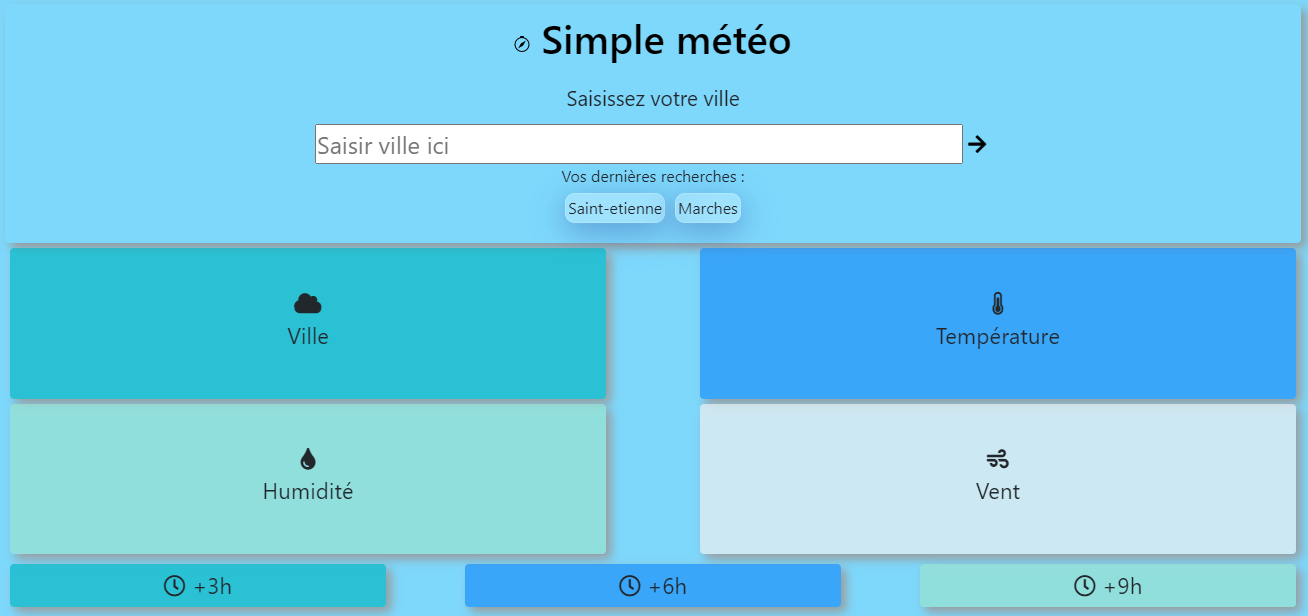 Simple météo
Saisissez votre ville
Saisir ville ici
Vos dernières recherches :
Saint-etienne Marches
Ville
Température
Humidité
Vent
+3h
+6h
+9h